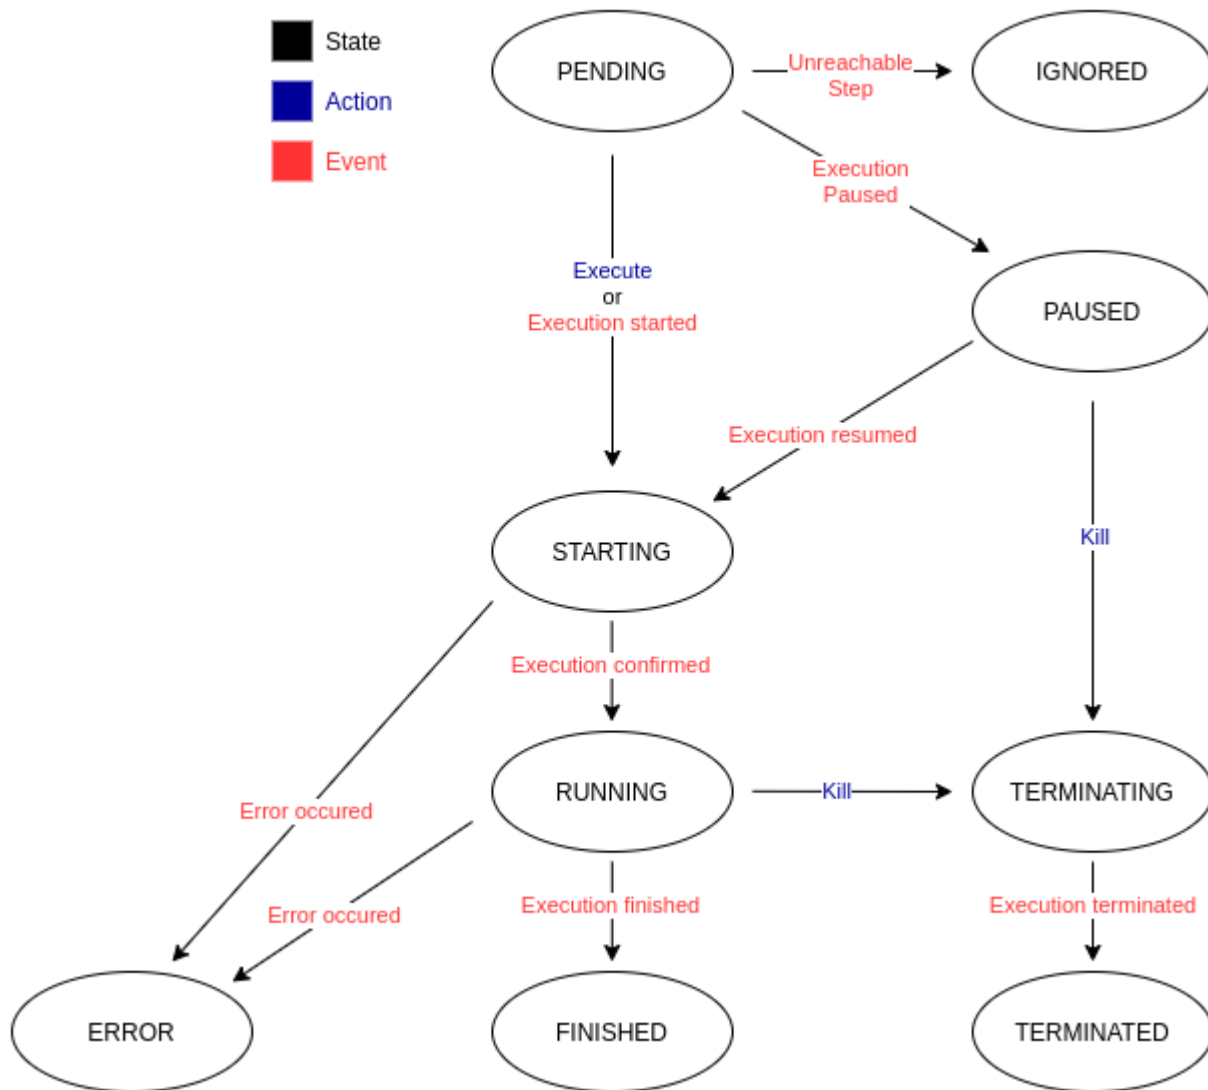 State
Action
Event
PENDING
Unreachable
Step
IGNORED
Execution
Paused
PAUSED
Execute
or
Execution started
Execution resumed
Kill
STARTING
Execution confirmed
RUNNING
Kill
TERMINATING
Error occured
Error occured
Execution finished
Execution terminated
ERROR
FINISHED
TERMINATED